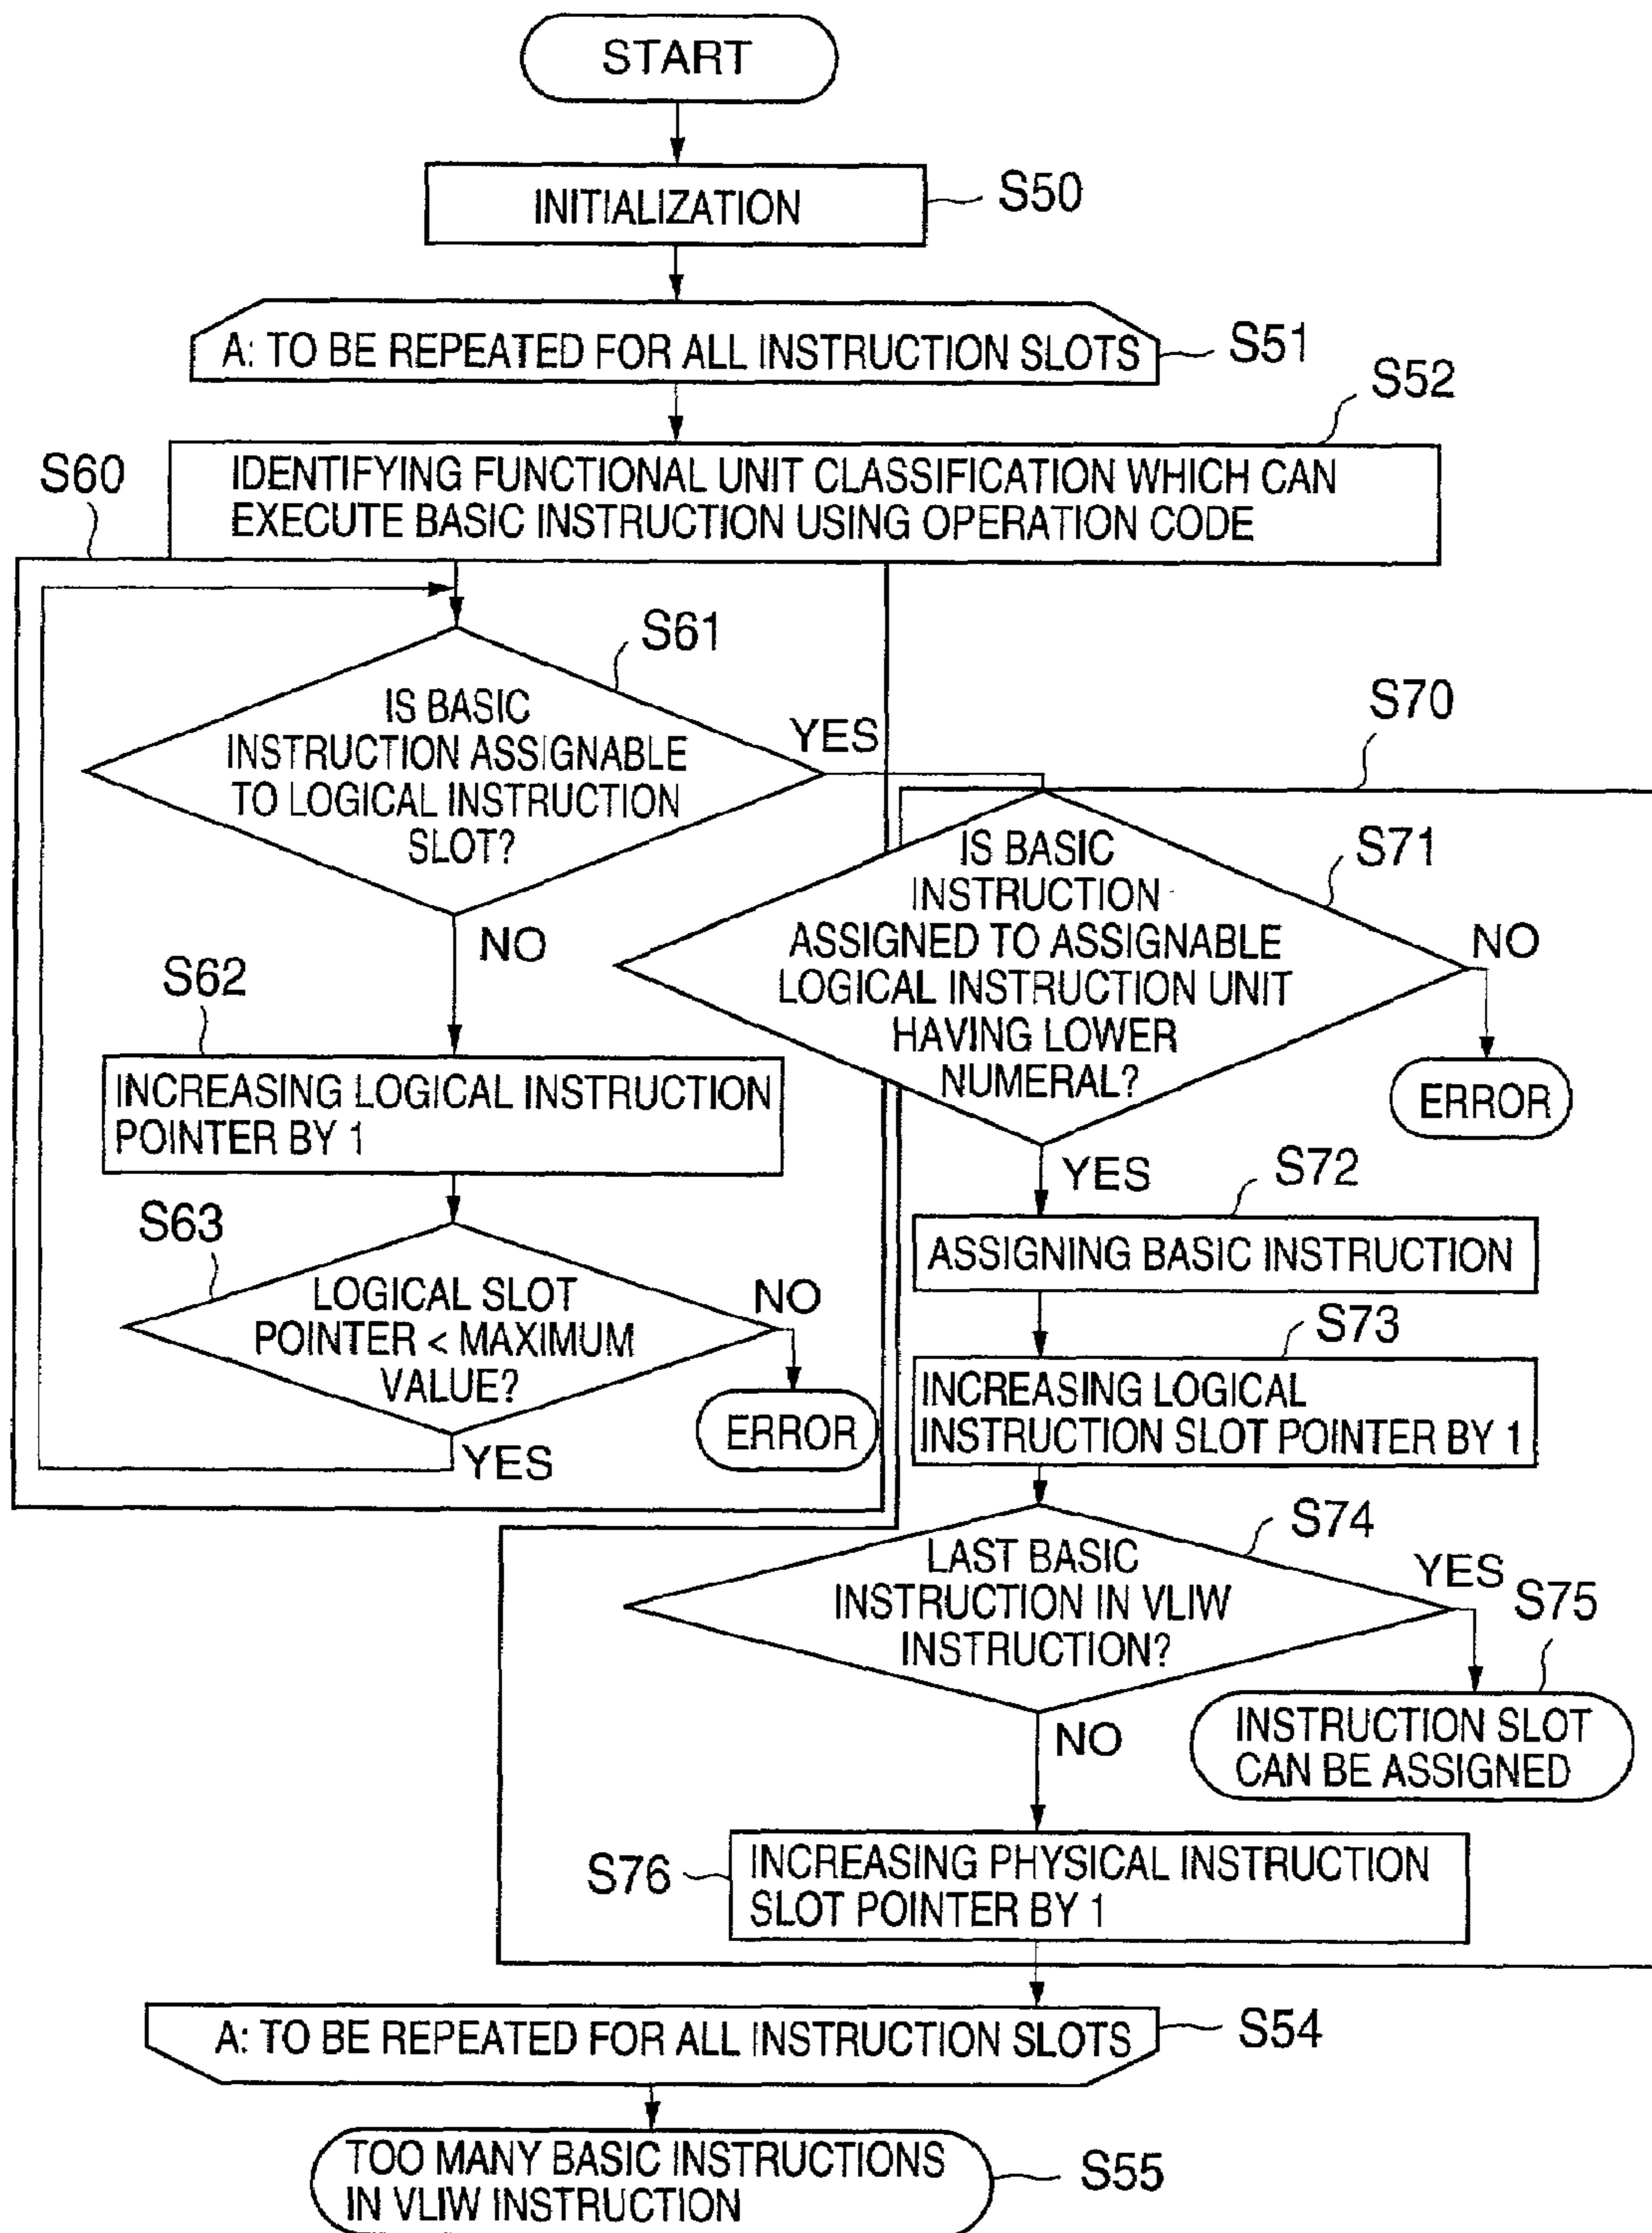 START
INITIALIZATION
S50
A: TO BE REPEATED FOR ALL INSTRUCTION SLOTS
S51
S52
IDENTIFYING FUNCTIONAL UNIT CLASSIFICATION WHICH CAN
EXECUTE BASIC INSTRUCTION USING OPERATION CODE
S60
S61
IS BASIC
INSTRUCTION ASSIGNABLE
TO LOGICAL INSTRUCTION
SLOT?
YES
NO
S62
INCREASING LOGICAL INSTRUCTION
POINTER BY 1
S63
LOGICAL SLOT
POINTER < MAXIMUM
VALUE?
NO
ERROR
YES
S70
S71
IS BASIC
INSTRUCTION
ASSIGNED TO ASSIGNABLE
LOGICAL INSTRUCTION UNIT
HAVING LOWER
NUMERAL?
NO
ERROR
YES
S72
ASSIGNING BASIC INSTRUCTION
S73
INCREASING LOGICAL
INSTRUCTION SLOT POINTER BY 1
S74
LAST BASIC
INSTRUCTION IN VLIW
INSTRUCTION?
YES
S75
INSTRUCTION SLOT
CAN BE ASSIGNED
NO
S76
INCREASING PHYSICAL INSTRUCTION
SLOT POINTER BY 1
A: TO BE REPEATED FOR ALL INSTRUCTION SLOTS
S54
TOO MANY BASIC INSTRUCTIONS
IN VLIW INSTRUCTION
S55